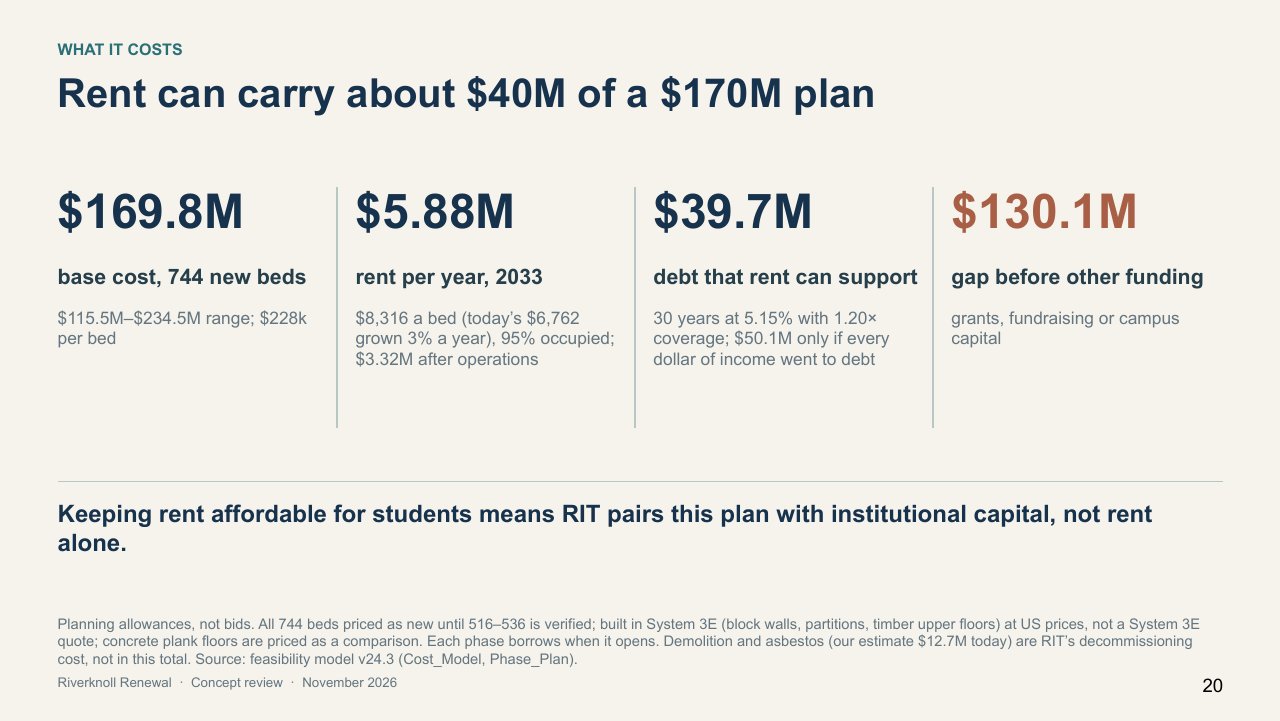 WHAT IT COSTS
Rent can carry about $40M of a $170M plan
$169.8M
base cost, 744 new beds
$115.5M–$234.5M range; $228k
per bed
$5.88M
rent per year, 2033
$8,316 a bed (today’s $6,762
grown 3% a year), 95% occupied;
$3.32M after operations
$39.7M
debt that rent can support
30 years at 5.15% with 1.20×
coverage; $50.1M only if every
dollar of income went to debt
$130.1M
gap before other funding
grants, fundraising or campus
capital
Keeping rent affordable for students means RIT pairs this plan with institutional capital, not rent
alone.
Planning allowances, not bids. All 744 beds priced as new until 516–536 is verified; built in System 3E (block walls, partitions, timber upper floors) at US prices, not a System 3E
quote; concrete plank floors are priced as a comparison. Each phase borrows when it opens. Demolition and asbestos (our estimate $12.7M today) are RIT’s decommissioning
cost, not in this total. Source: feasibility model v24.3 (Cost_Model, Phase_Plan).
Riverknoll Renewal · Concept review · November 2026
20